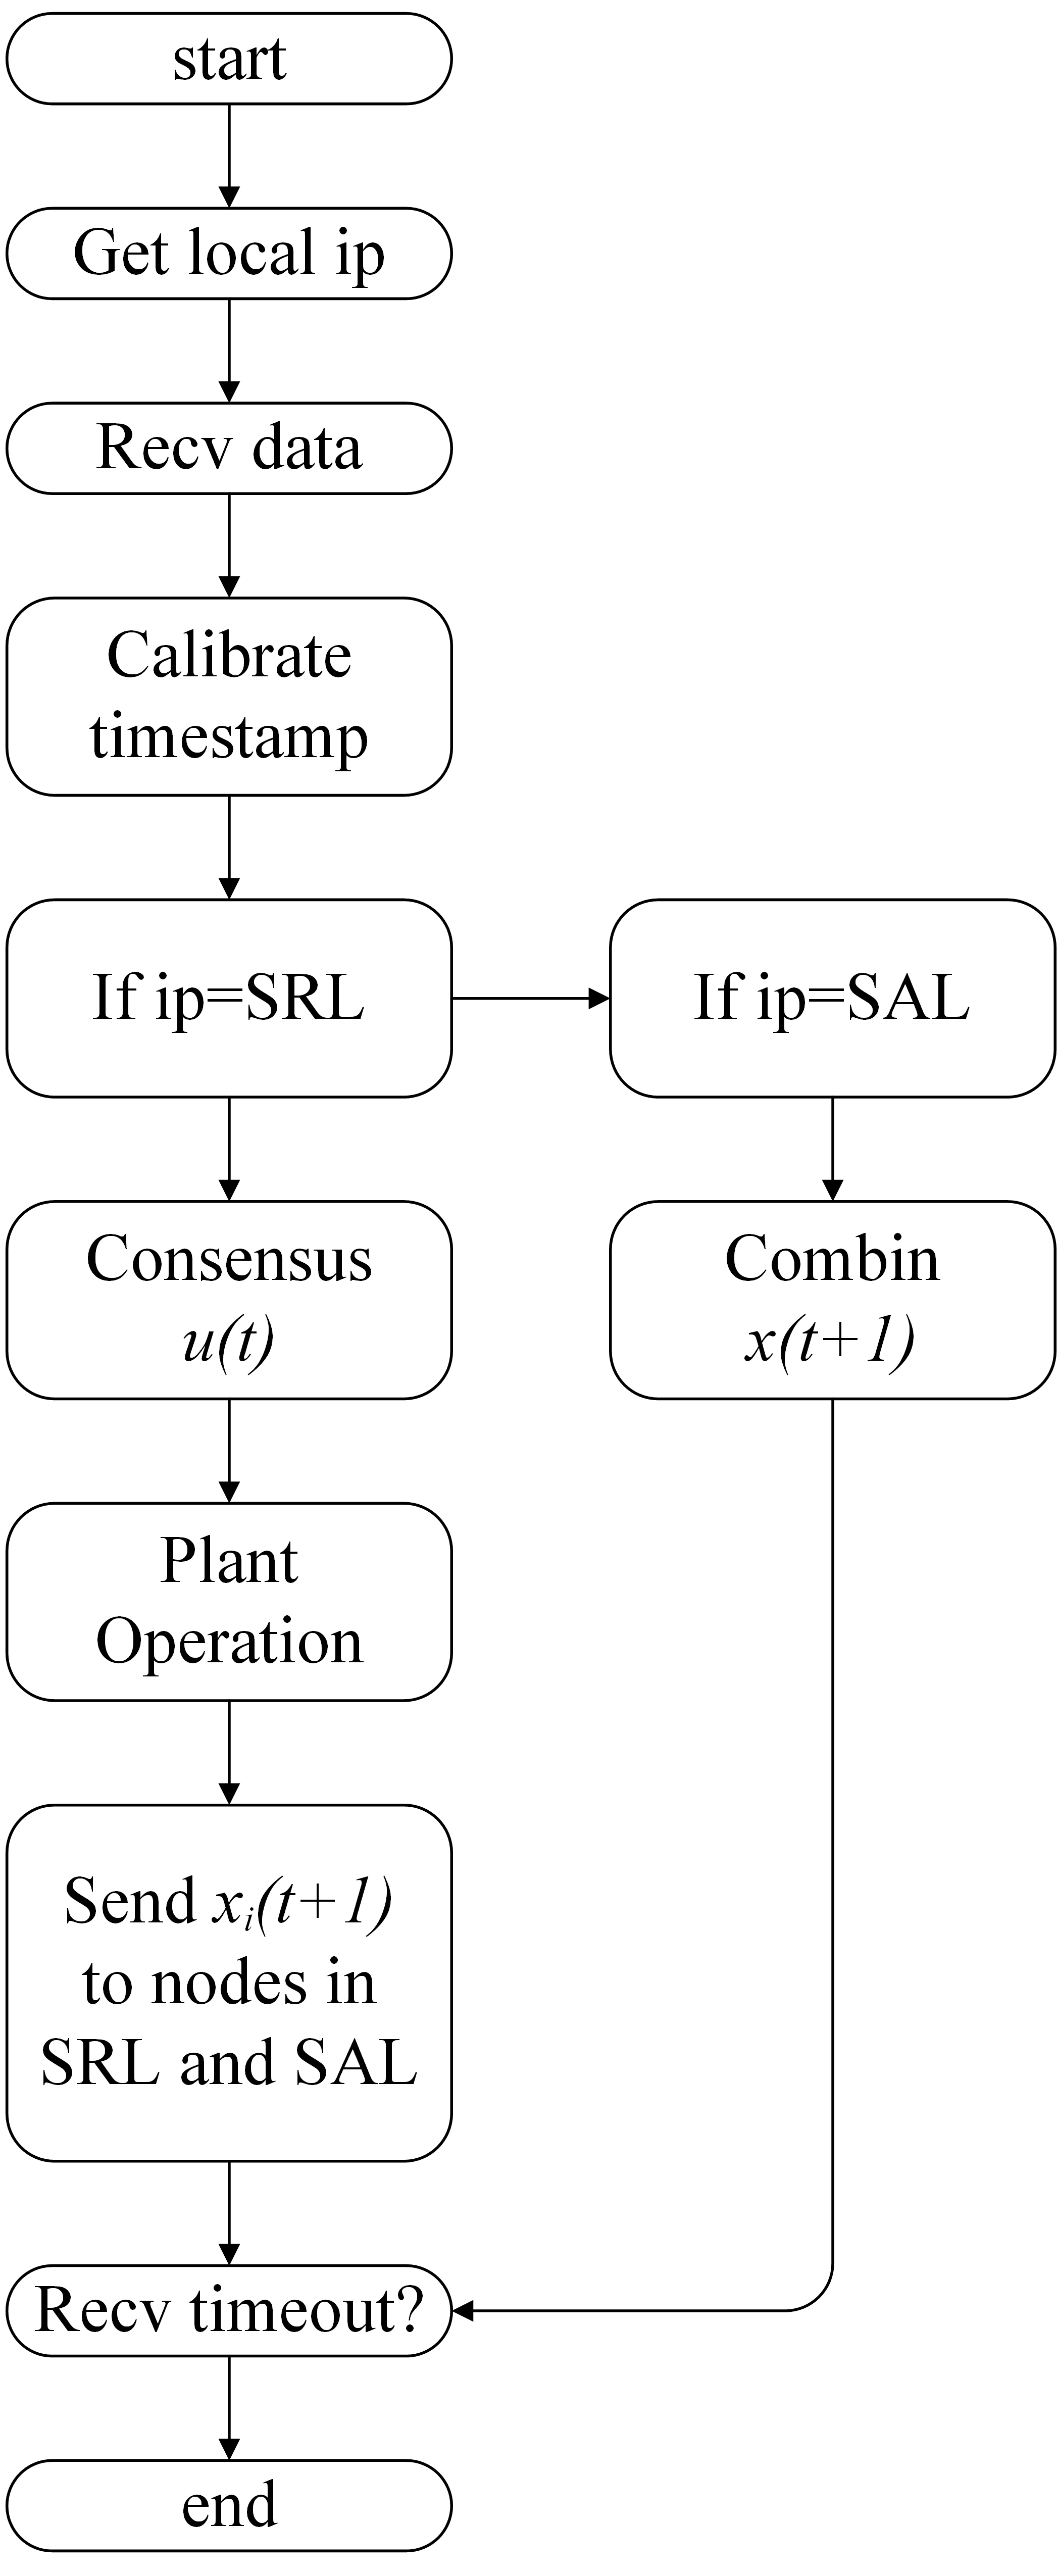 start
Get local ip
Recv data
Calibrate
timestamp
If ip=SRL
If ip=SAL
Consensus
u(t)
Combin
x(t+1)
Plant
Operation
Send xᵢ(t+1)
to nodes in
SRL and SAL
Recv timeout?
end